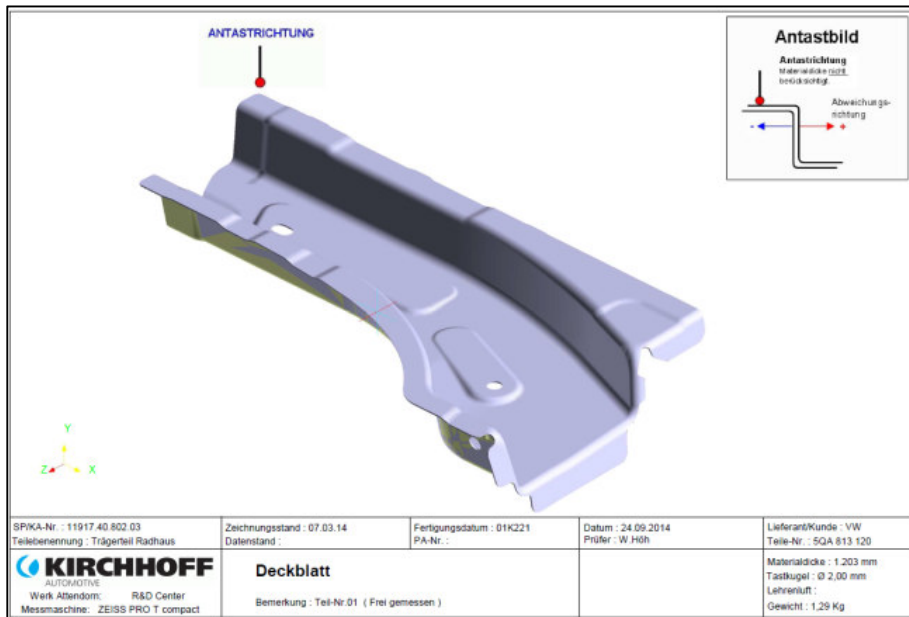 ANTASTRICHTUNG
Antastbild
Antastrichtung
Materialdicke nicht
berücksichtigt.
Abweichungs-
richtung
- +
Y
Z X
SP/KA-Nr. : 11917.40.802.03
Teilebenennung : Trägerteil Radhaus
Zeichnungsstand : 07.03.14
Datenstand :
Fertigungsdatum : 01K221
PA-Nr. :
Datum : 24.09.2014
Prüfer : W.Höh
Lieferant/Kunde : VW
Teile-Nr. : 5QA 813 120
KIRCHHOFF
AUTOMOTIVE
Werk Attendorn: R&D Center
Messmaschine: ZEISS PRO T compact
Deckblatt
Bemerkung : Teil-Nr.01 ( Frei gemessen )
Materialdicke : 1.203 mm
Tastkugel : Ø 2,00 mm
Lehrenluft :
Gewicht : 1,29 Kg